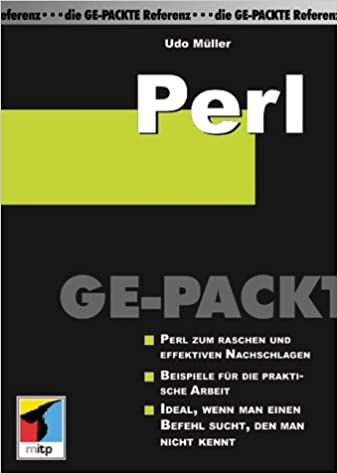 eferenz···die GE-PACKTE Referenz···die GE-PACKTE Referenz
Udo Müller
Perl
GE-PACKT
PERL ZUM RASCHEN UND
EFFEKTIVEN NACHSCHLAGEN
BEISPIELE FÜR DIE PRAKTI-
SCHE ARBEIT
IDEAL, WENN MAN EINEN
BEFEHL SUCHT, DEN MAN
NICHT KENNT
mitp